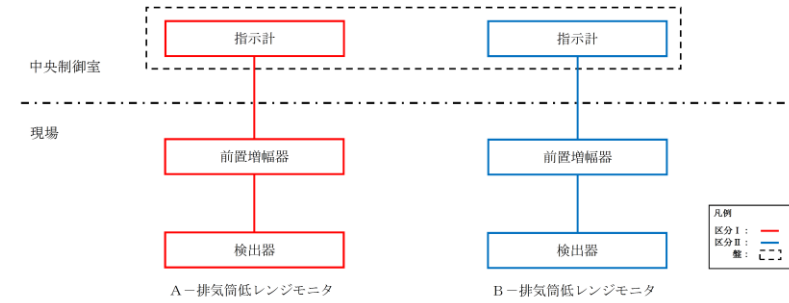 指示計
指示計
中央制御室
現場
前置増幅器
前置増幅器
検出器
検出器
A－排気筒低レンジモニタ
B－排気筒低レンジモニタ
凡例
区分Ⅰ：
区分Ⅱ：
盤：